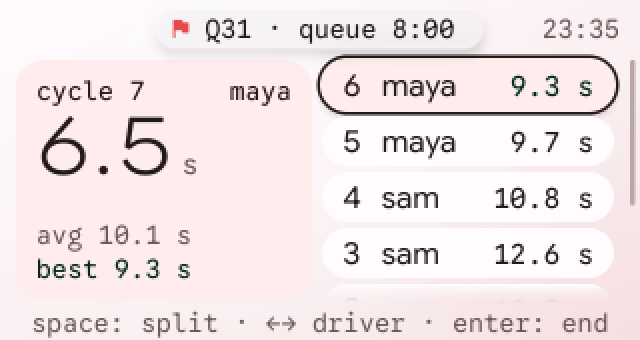 Q31 · queue 8:00
23:35
cycle 7 maya
6.5 s
avg 10.1 s
best 9.3 s
6 maya 9.3 s
5 maya 9.7 s
4 sam 10.8 s
3 sam 12.6 s
space: split · ↔ driver · enter: end